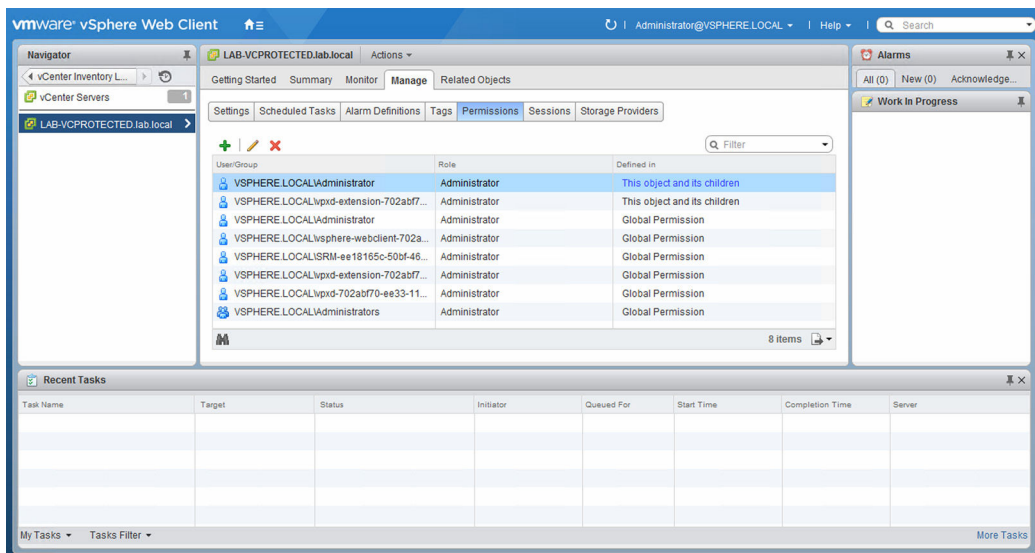 vmware® vSphere Web Client
Administrator@VSPHERE.LOCAL
Help
Search
Navigator
vCenter Inventory L...
vCenter Servers 1
LAB-VCPROTECTED.lab.local
LAB-VCPROTECTED.lab.local Actions
Getting Started Summary Monitor Manage Related Objects
Settings Scheduled Tasks Alarm Definitions Tags Permissions Sessions Storage Providers
Filter
User/Group Role Defined in
VSPHERE.LOCAL\Administrator Administrator This object and its children
VSPHERE.LOCAL\vpxd-extension-702abf7... Administrator This object and its children
VSPHERE.LOCAL\Administrator Administrator Global Permission
VSPHERE.LOCAL\vsphere-webclient-702a... Administrator Global Permission
VSPHERE.LOCAL\SRM-ee18165c-50bf-46... Administrator Global Permission
VSPHERE.LOCAL\vpxd-extension-702abf7... Administrator Global Permission
VSPHERE.LOCAL\vpxd-702abf70-ee33-11... Administrator Global Permission
VSPHERE.LOCAL\Administrators Administrator Global Permission
8 items
Alarms
All (0) New (0) Acknowledge...
Work In Progress
Recent Tasks
Task Name Target Status Initiator Queued For Start Time Completion Time Server
My Tasks Tasks Filter More Tasks